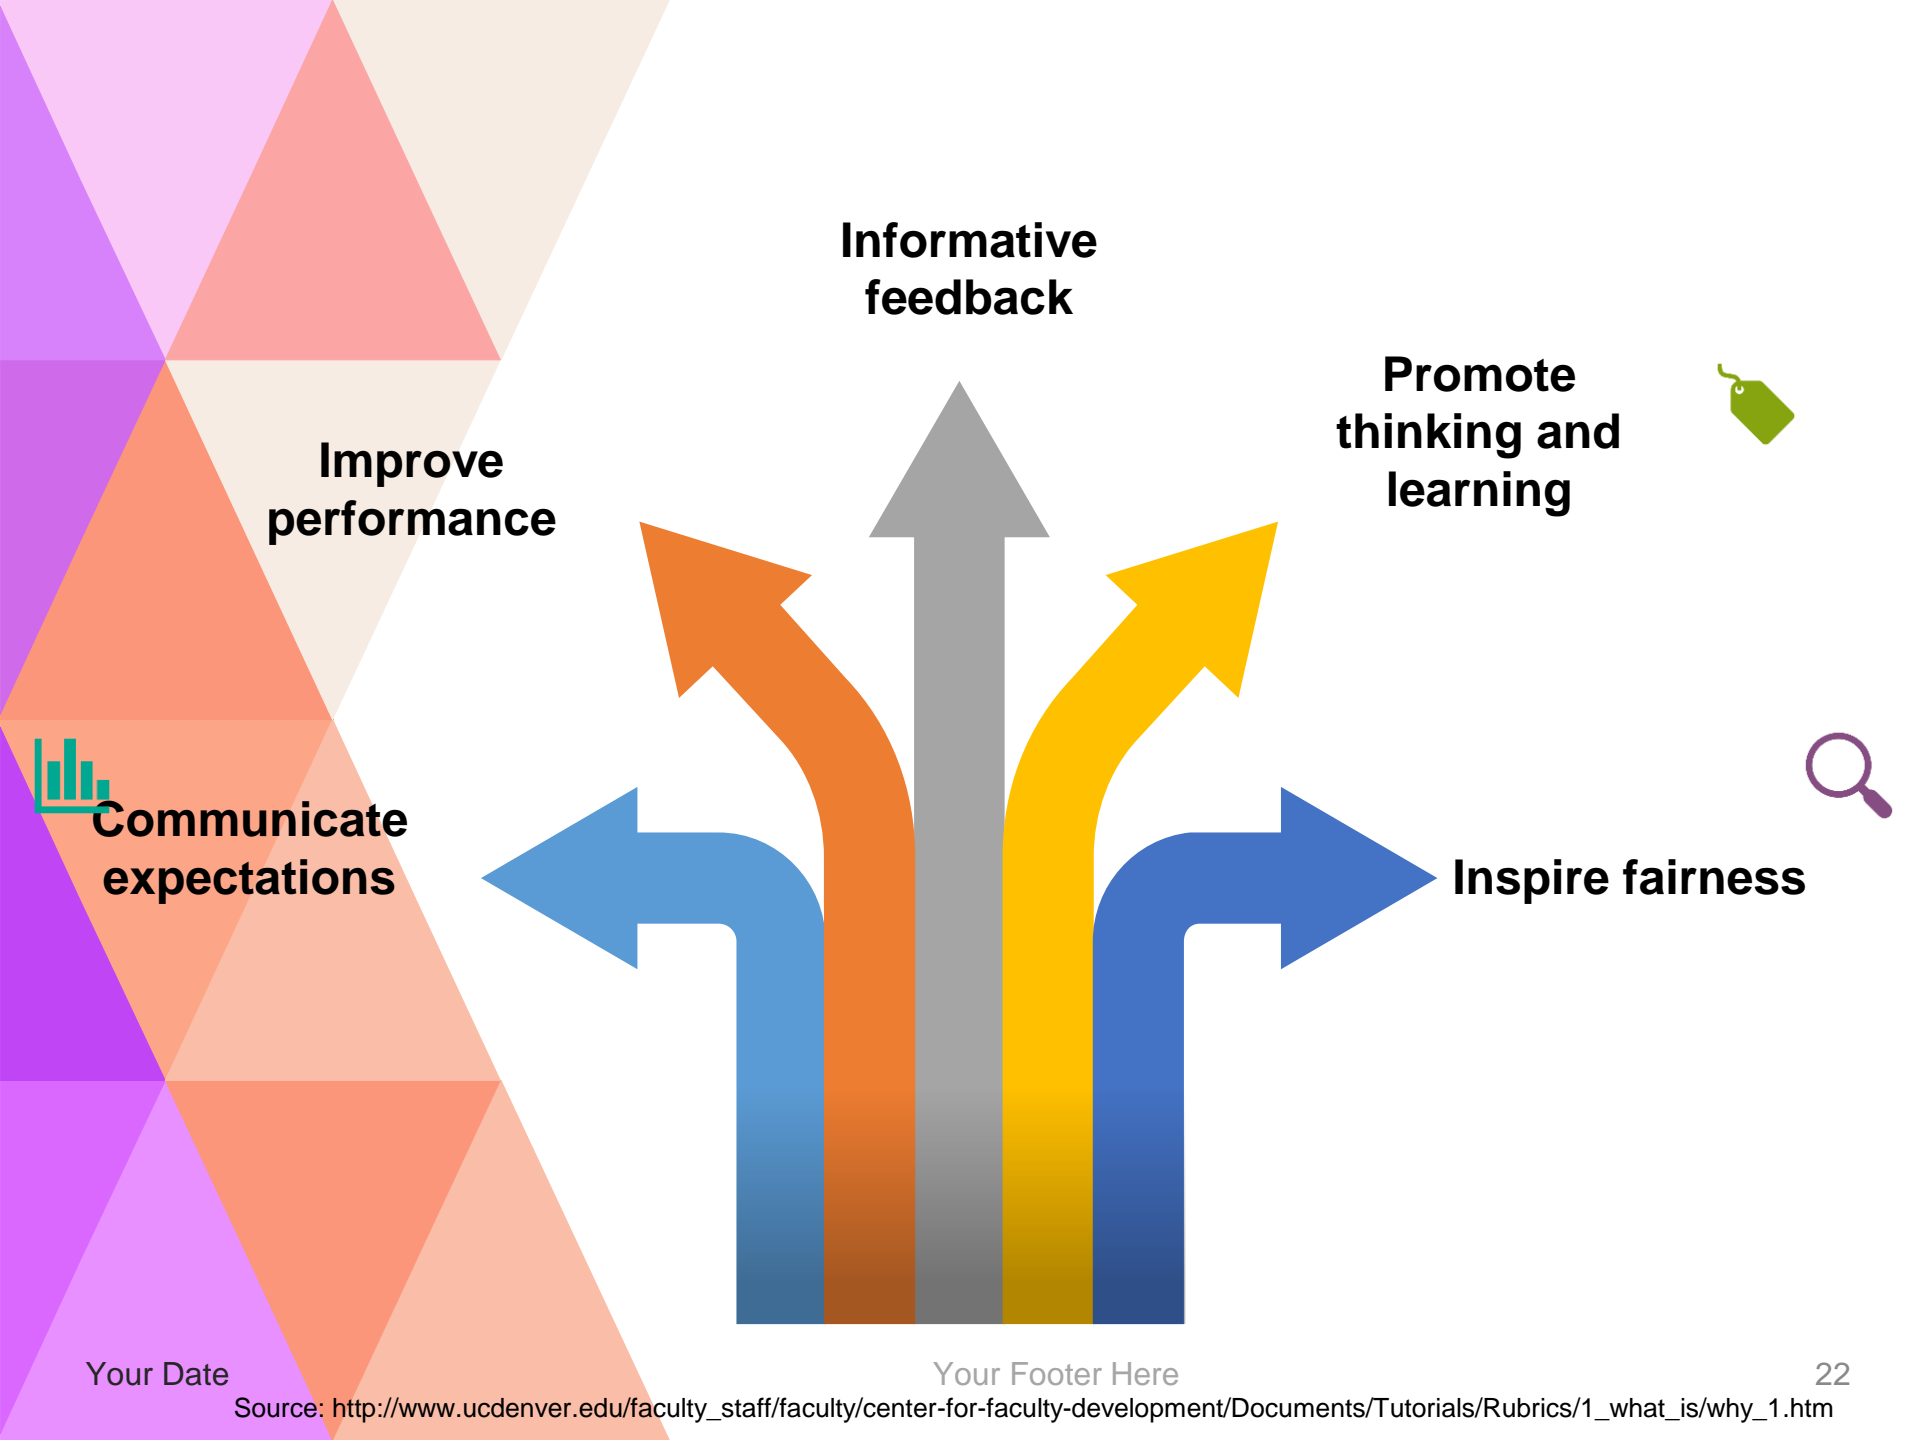 Informative
feedback
Promote
thinking and
learning
Improve
performance
Communicate
expectations
Inspire fairness
Your Date
Your Footer Here
22
Source: http://www.ucdenver.edu/faculty_staff/faculty/center-for-faculty-development/Documents/Tutorials/Rubrics/1_what_is/why_1.htm